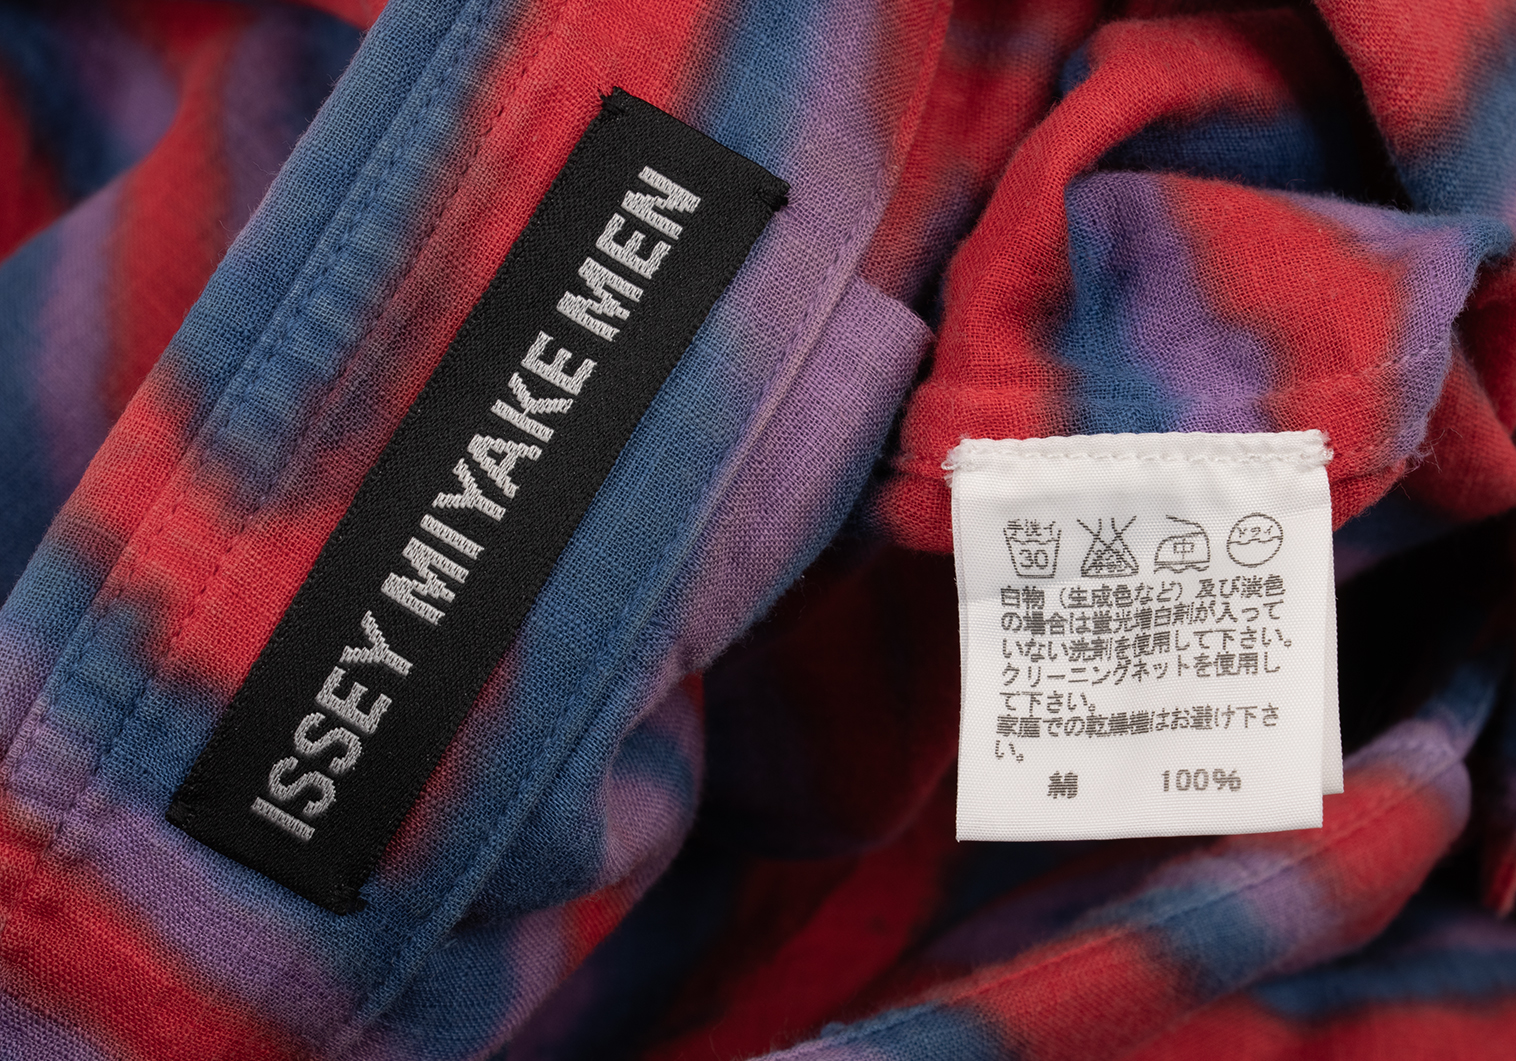 ISSEY MIYAKE MEN
手洗イ
30
中
ドライ
白物（生成色など）及び淡色
の場合は蛍光増白剤が入って
いない洗剤を使用して下さい。
クリーニングネットを使用し
て下さい。
家庭での乾燥機はお避け下さ
い。
綿 100%